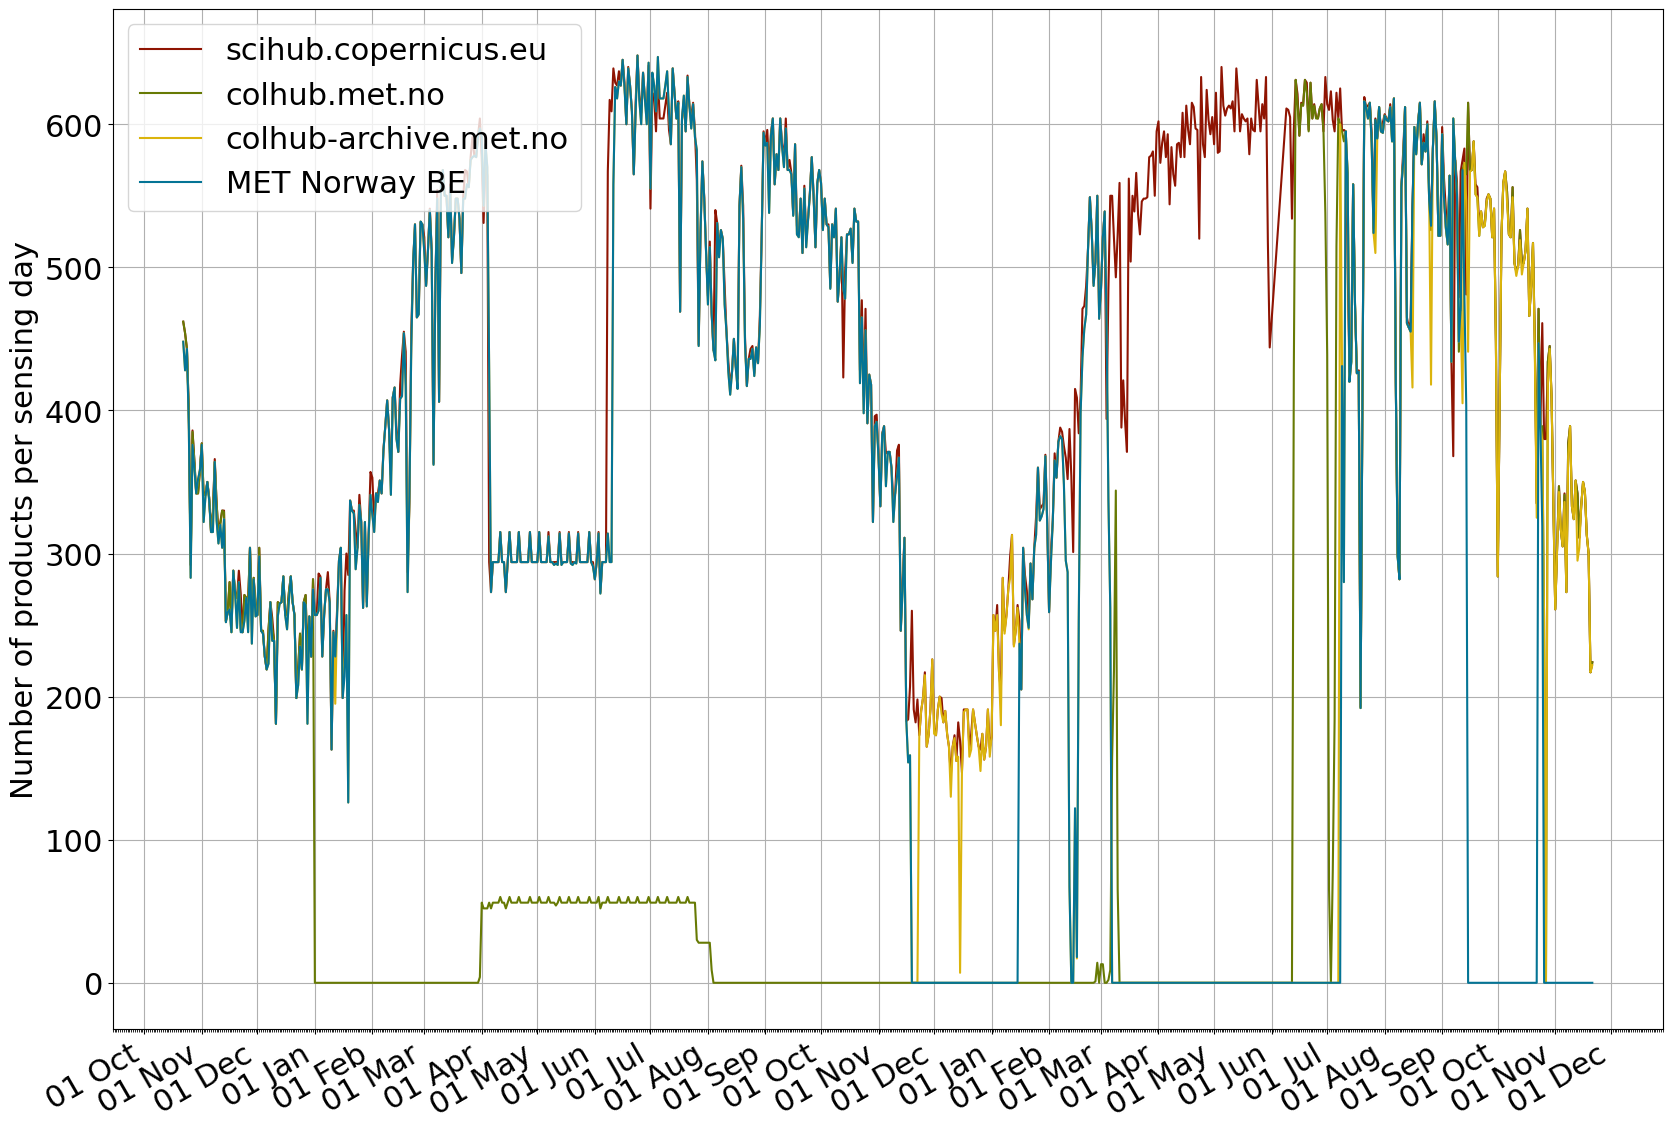 scihub.copernicus.eu
colhub.met.no
colhub-archive.met.no
MET Norway BE
Number of products per sensing day
600
500
400
300
200
100
0
01 Oct
01 Nov
01 Dec
01 Jan
01 Feb
01 Mar
01 Apr
01 May
01 Jun
01 Jul
01 Aug
01 Sep
01 Oct
01 Nov
01 Dec
01 Jan
01 Feb
01 Mar
01 Apr
01 May
01 Jun
01 Jul
01 Aug
01 Sep
01 Oct
01 Nov
01 Dec